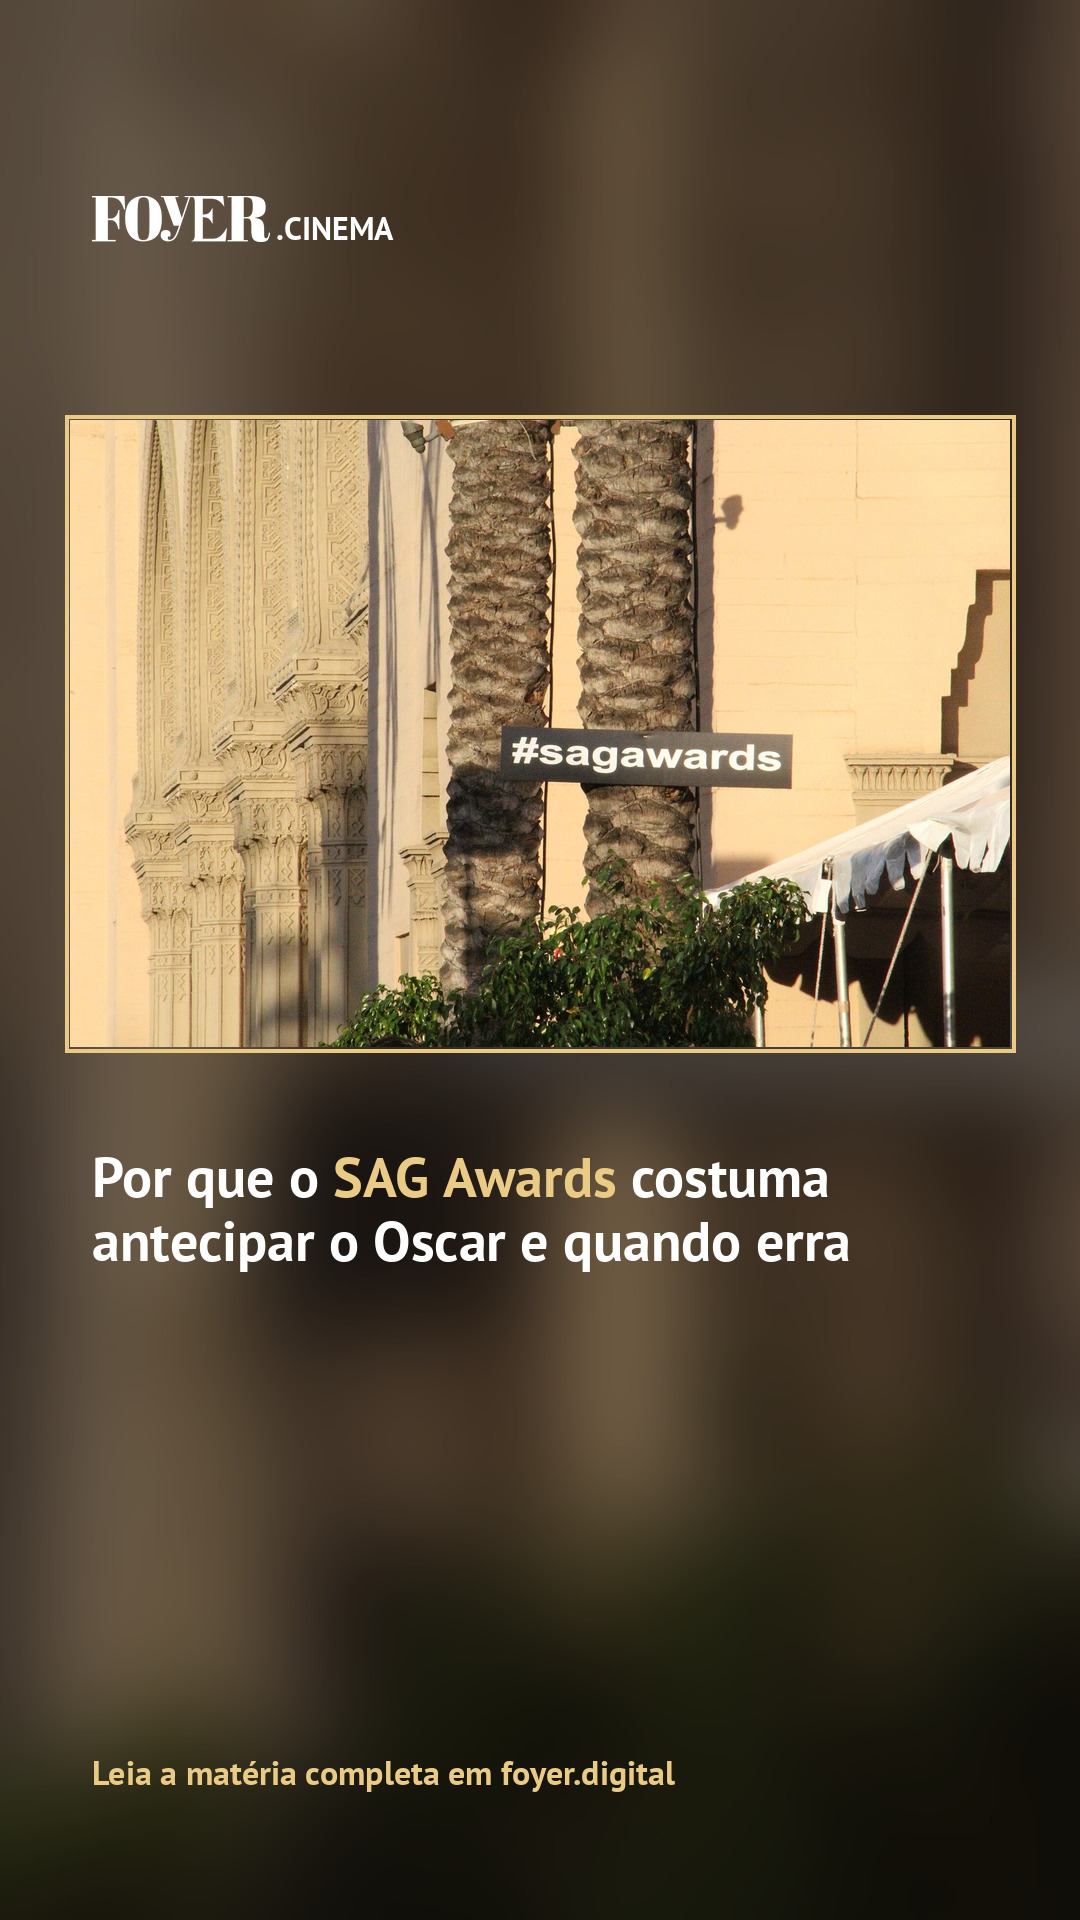 FOYER.CINEMA
#sagawards
Por que o SAG Awards costuma
antecipar o Oscar e quando erra
Leia a matéria completa em foyer.digital